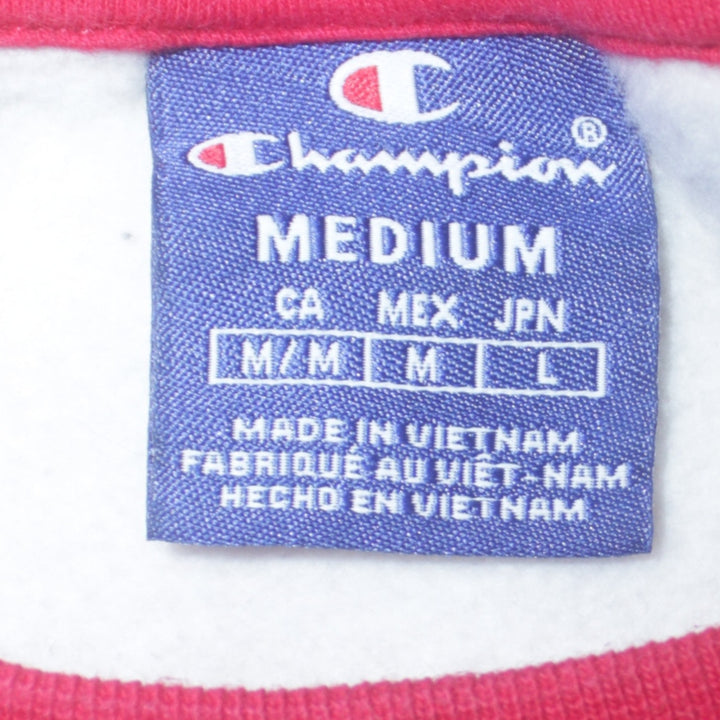 Champion®
MEDIUM
CA MEX JPN
M/M M L
MADE IN VIETNAM
FABRIQUÉ AU VIÊT-NAM
HECHO EN VIETNAM